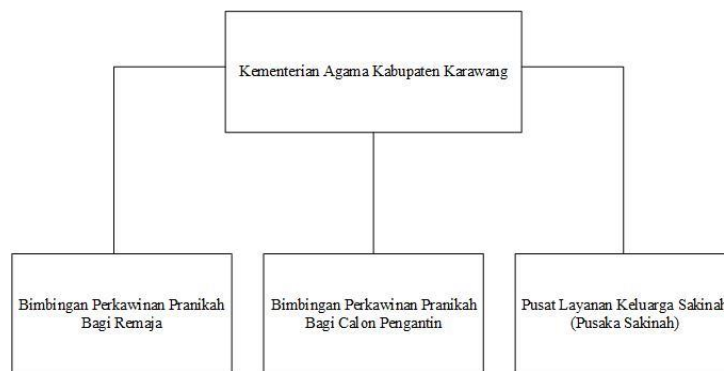 Kementerian Agama Kabupaten Karawang
Bimbingan Perkawinan Pranikah
Bagi Remaja
Bimbingan Perkawinan Pranikah
Bagi Calon Pengantin
Pusat Layanan Keluarga Sakinah
(Pusaka Sakinah)